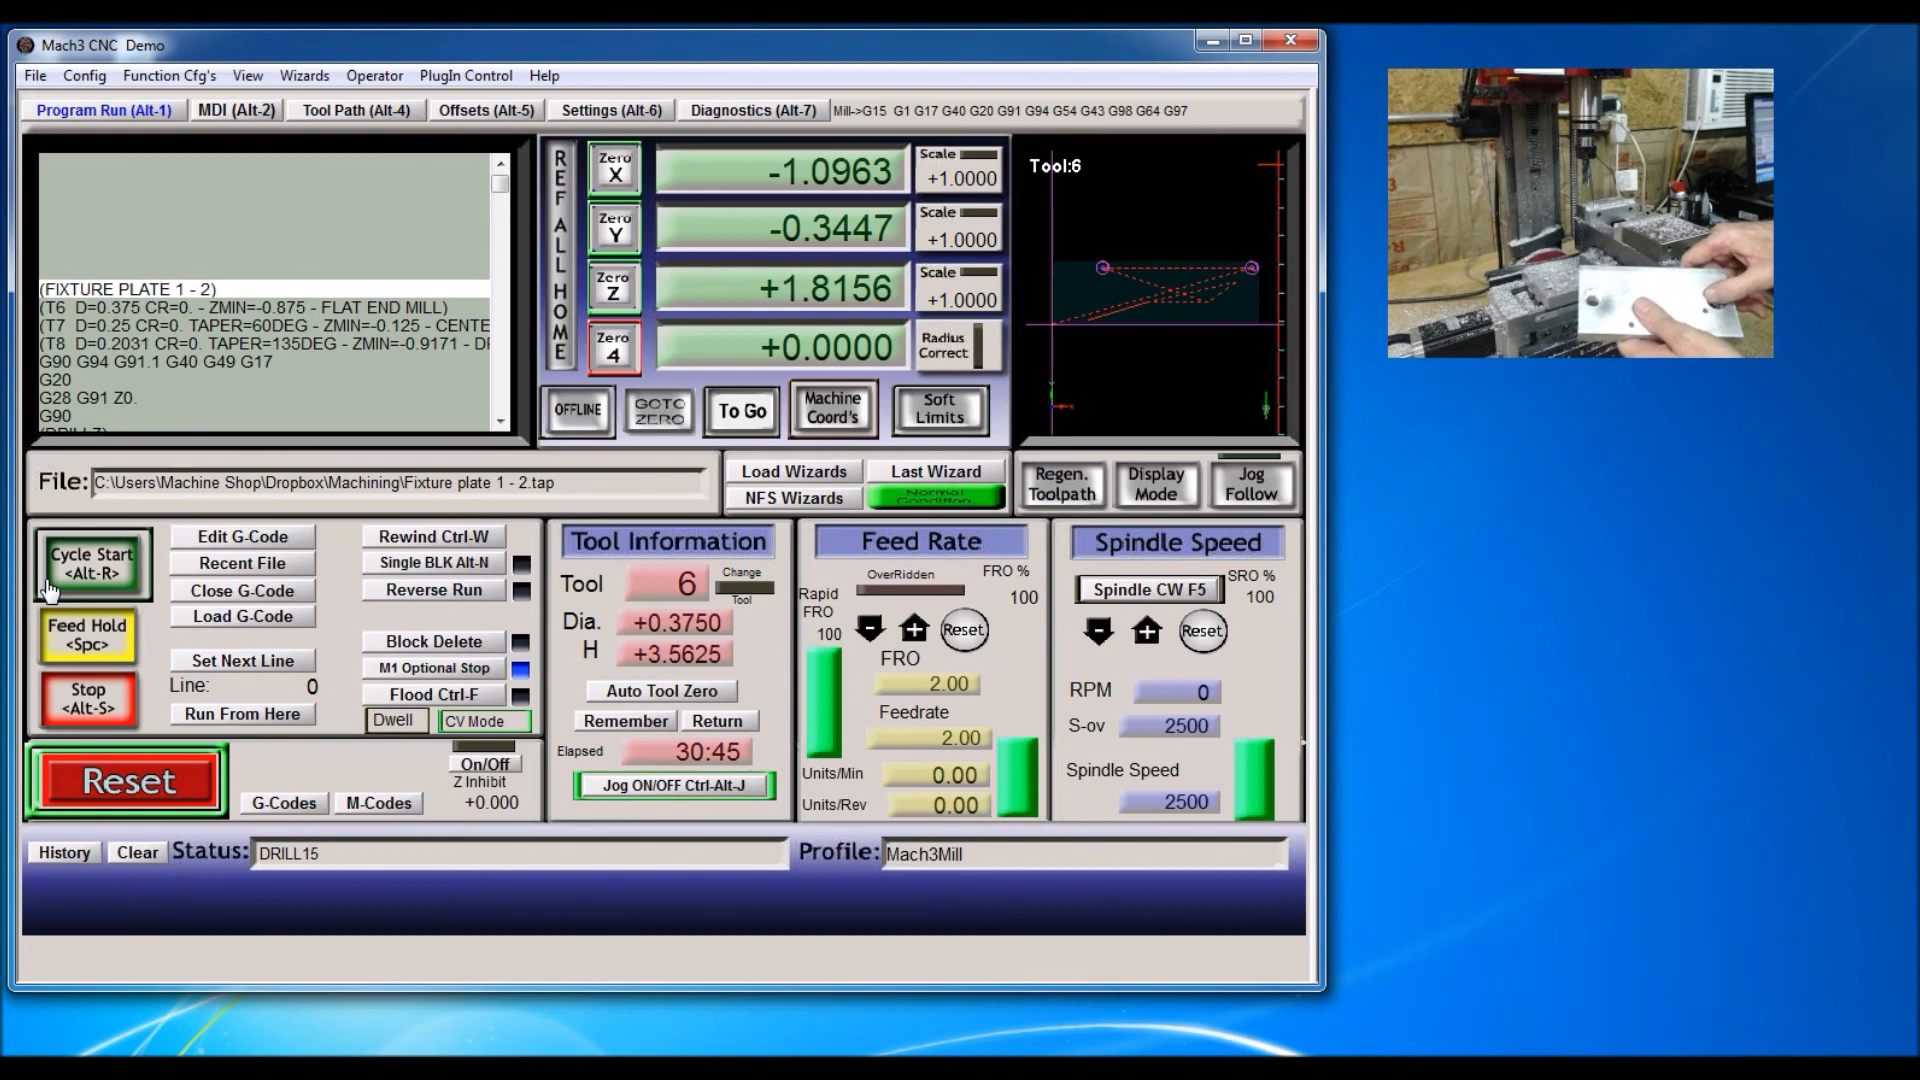 Mach3 CNC Demo
File Config Function Cfg's View Wizards Operator PlugIn Control Help
Program Run (Alt-1) MDI (Alt-2) Tool Path (Alt-4) Offsets (Alt-5) Settings (Alt-6) Diagnostics (Alt-7) Mill->G15 G1 G17 G40 G20 G91 G94 G54 G43 G98 G64 G97
(FIXTURE PLATE 1 - 2)
(T6 D=0.375 CR=0. - ZMIN=-0.875 - FLAT END MILL)
(T7 D=0.25 CR=0. TAPER=60DEG - ZMIN=-0.125 - CENTE
(T8 D=0.2031 CR=0. TAPER=135DEG - ZMIN=-0.9171 - DR
G90 G94 G91.1 G40 G49 G17
G20
G28 G91 Z0.
G90
REF ALL HOME
Zero X -1.0963 Scale +1.0000
Zero Y -0.3447 Scale +1.0000
Zero Z +1.8156 Scale +1.0000
Zero 4 +0.0000 Radius Correct
OFFLINE GOTO ZERO To Go Machine Coord's Soft Limits
Tool:6
File: C:\Users\Machine Shop\Dropbox\Machining\Fixture plate 1 - 2.tap
Load Wizards Last Wizard
NFS Wizards Normal Condition
Regen. Toolpath Display Mode Jog Follow
Cycle Start <Alt-R>
Feed Hold <Spc>
Stop <Alt-S>
Reset
Edit G-Code
Recent File
Close G-Code
Load G-Code
Set Next Line
Line: 0
Run From Here
Rewind Ctrl-W
Single BLK Alt-N
Reverse Run
Block Delete
M1 Optional Stop
Flood Ctrl-F
Dwell CV Mode
On/Off
Z Inhibit
+0.000
G-Codes M-Codes
Tool Information
Tool 6 Change Tool
Dia. +0.3750
H +3.5625
Auto Tool Zero
Remember Return
Elapsed 30:45
Jog ON/OFF Ctrl-Alt-J
Feed Rate
OverRidden FRO %
100
Rapid FRO
100
Reset
FRO
2.00
Feedrate
2.00
Units/Min 0.00
Units/Rev 0.00
Spindle Speed
Spindle CW F5 SRO %
100
Reset
RPM 0
S-ov 2500
Spindle Speed
2500
History Clear Status: DRILL15 Profile: Mach3Mill